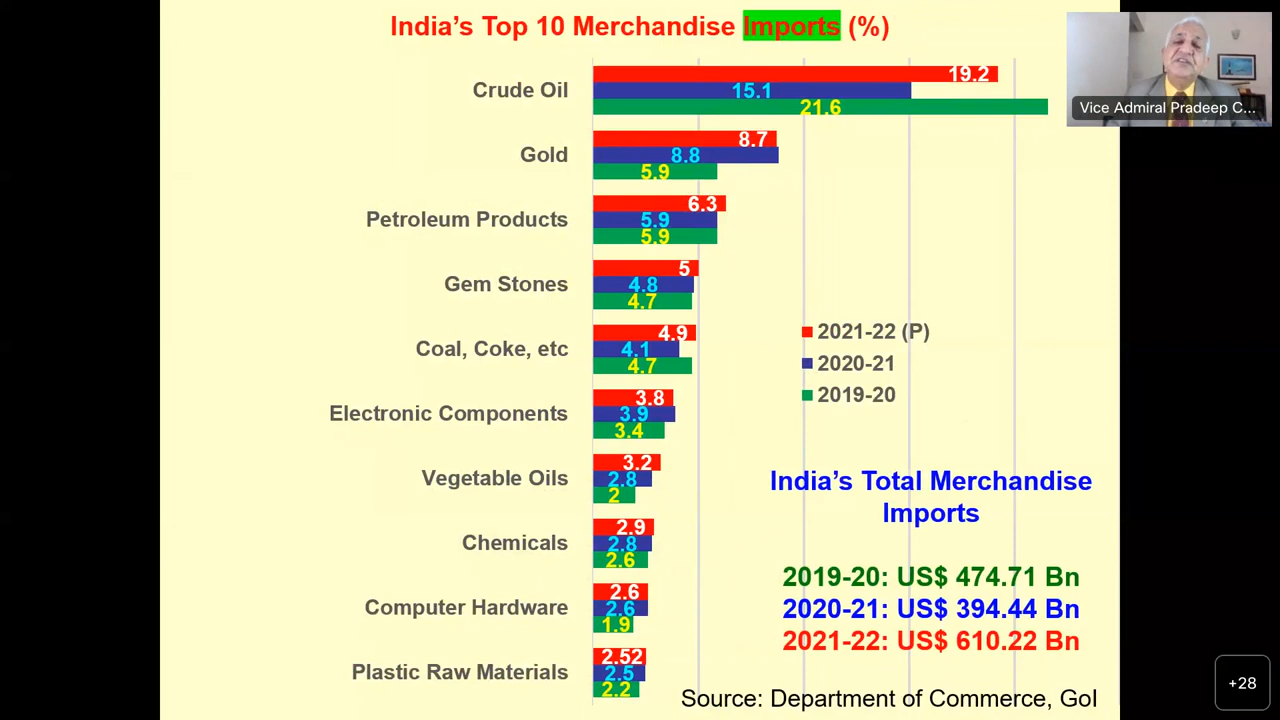 India's Top 10 Merchandise Imports (%)
Vice Admiral Pradeep C...
Crude Oil
19.2
15.1
21.6
Gold
8.7
8.8
5.9
Petroleum Products
6.3
5.9
5.9
Gem Stones
5
4.8
4.7
Coal, Coke, etc
4.9
4.1
4.7
Electronic Components
3.8
3.9
3.4
Vegetable Oils
3.2
2.8
2
Chemicals
2.9
2.8
2.6
Computer Hardware
2.6
2.6
1.9
Plastic Raw Materials
2.52
2.5
2.2
2021-22 (P)
2020-21
2019-20
India's Total Merchandise
Imports
2019-20: US$ 474.71 Bn
2020-21: US$ 394.44 Bn
2021-22: US$ 610.22 Bn
Source: Department of Commerce, GoI
+28